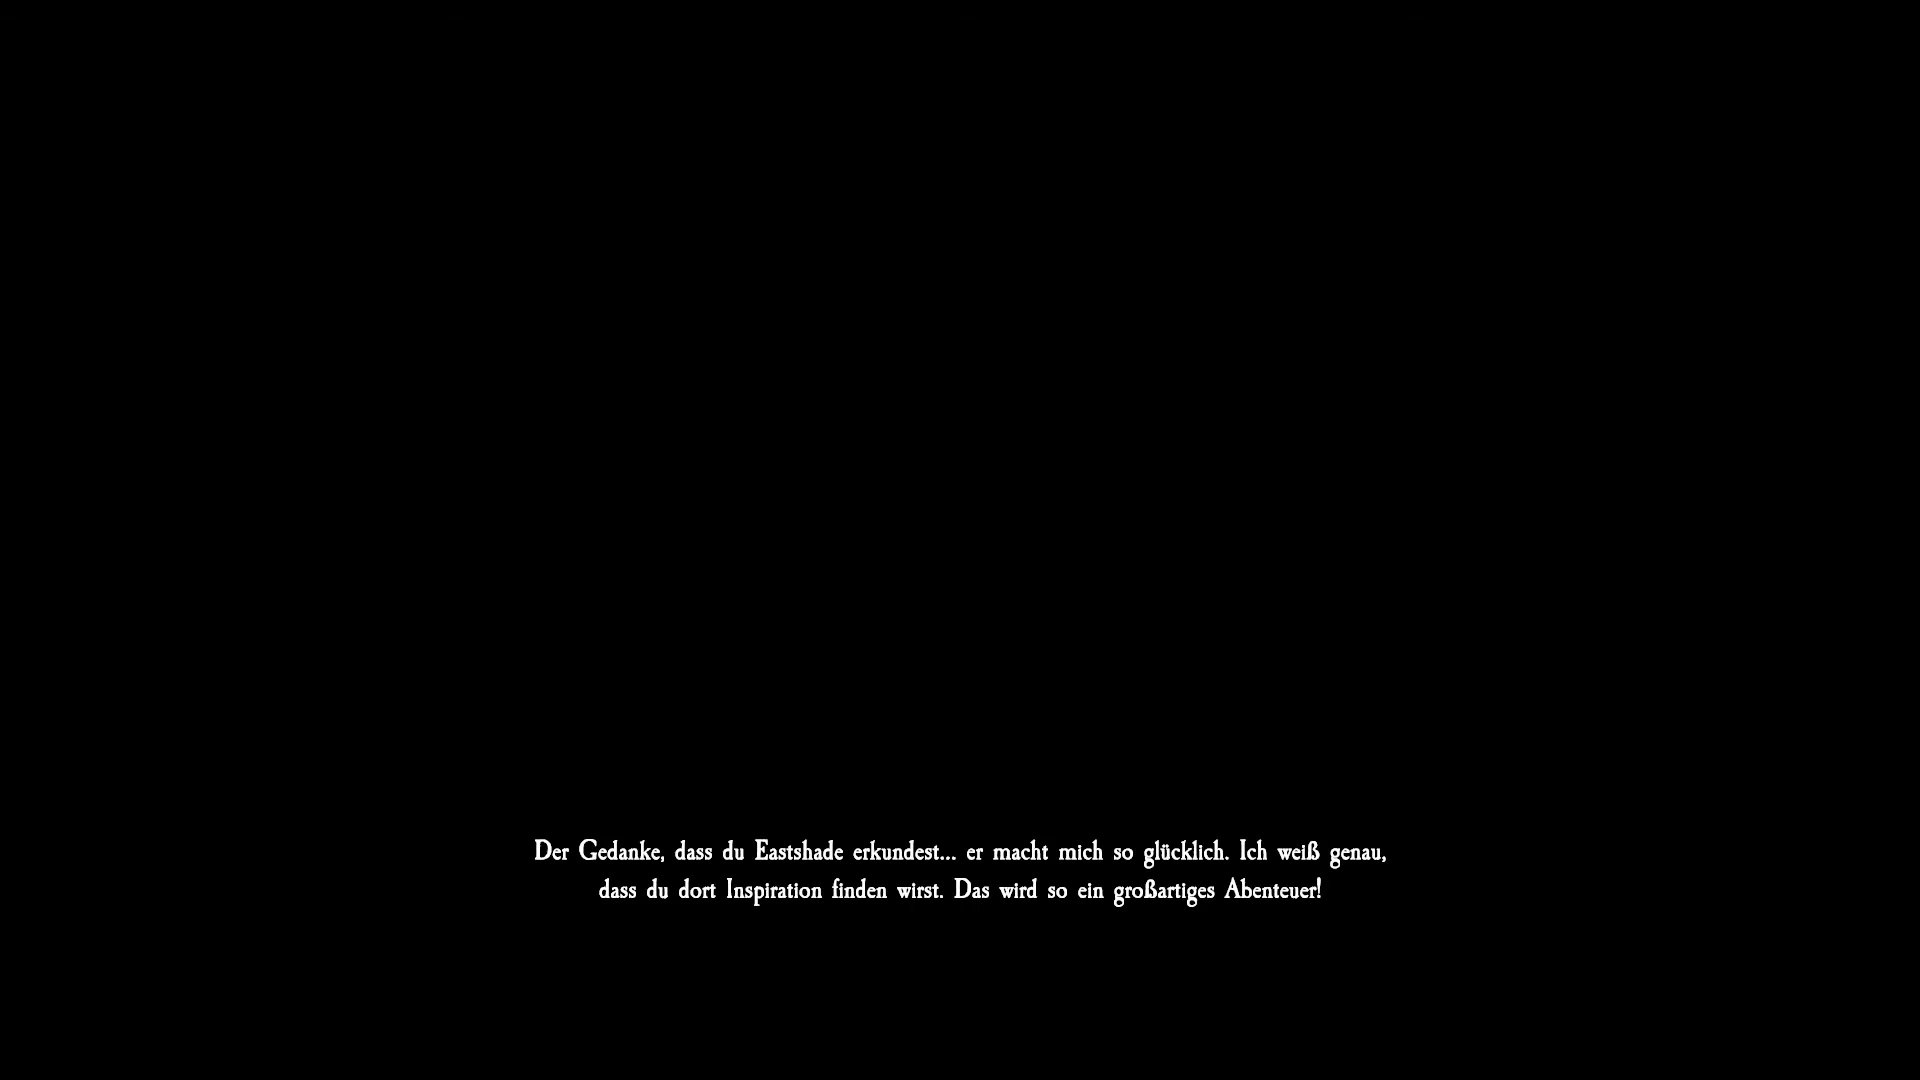 Der Gedanke, dass du Eastshade erkundest... er macht mich so glücklich. Ich weiß genau,
dass du dort Inspiration finden wirst. Das wird so ein großartiges Abenteuer!